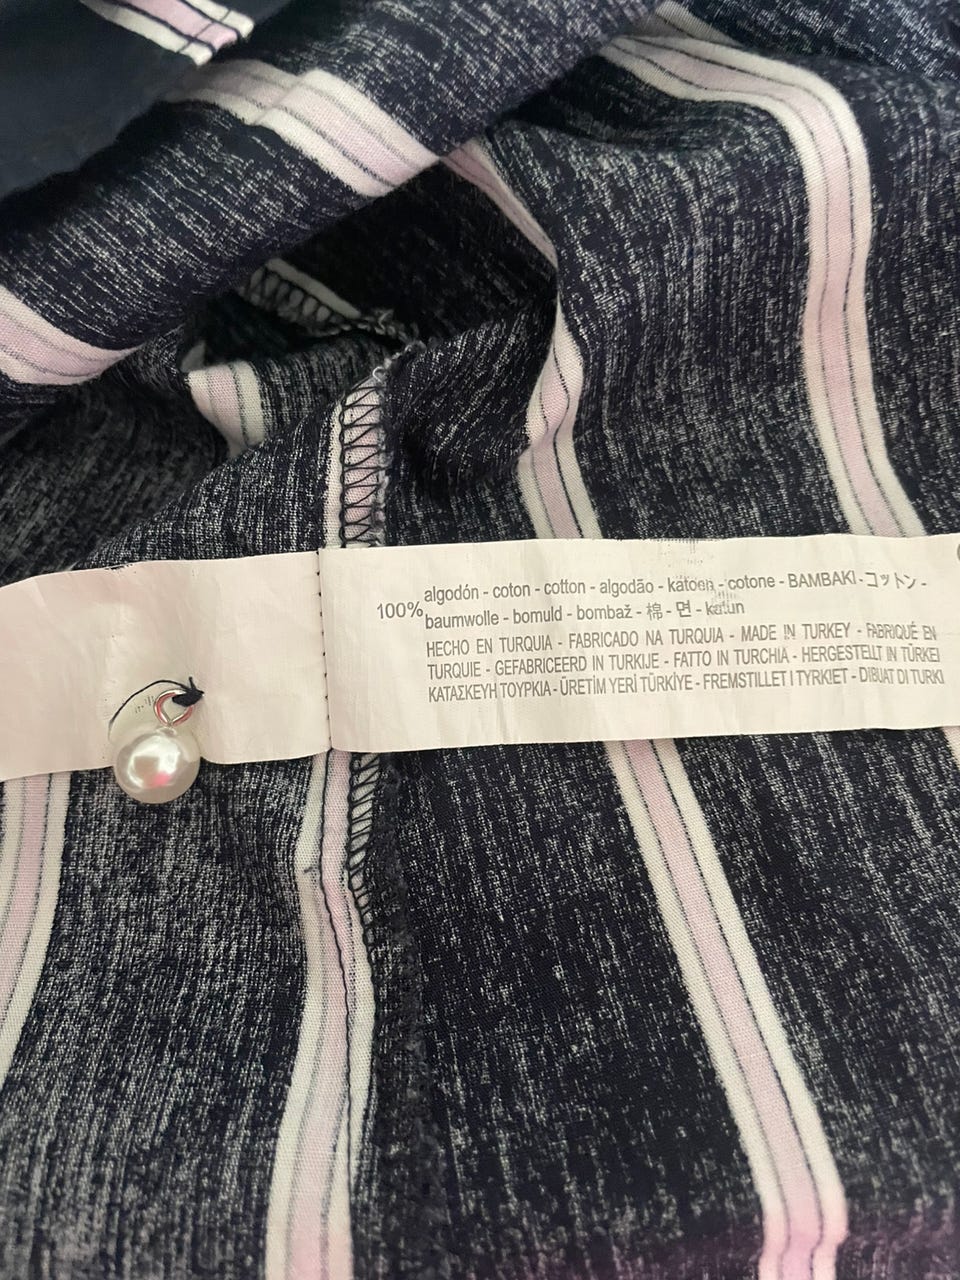 100% algodón - coton - cotton - algodão - katoen - cotone - BAMBAKI - コットン -
baumwolle - bomuld - bombaž - 棉 - 면 - katun
HECHO EN TURQUIA - FABRICADO NA TURQUIA - MADE IN TURKEY - FABRIQUÉ EN
TURQUIE - GEFABRICEERD IN TURKIJE - FATTO IN TURCHIA - HERGESTELLT IN TÜRKEI
ΚΑΤΑΣΚΕΥΗ ΤΟΥΡΚΙΑ - ÜRETİM YERİ TÜRKİYE - FREMSTILLET I TYRKIET - DIBUAT DI TURKI